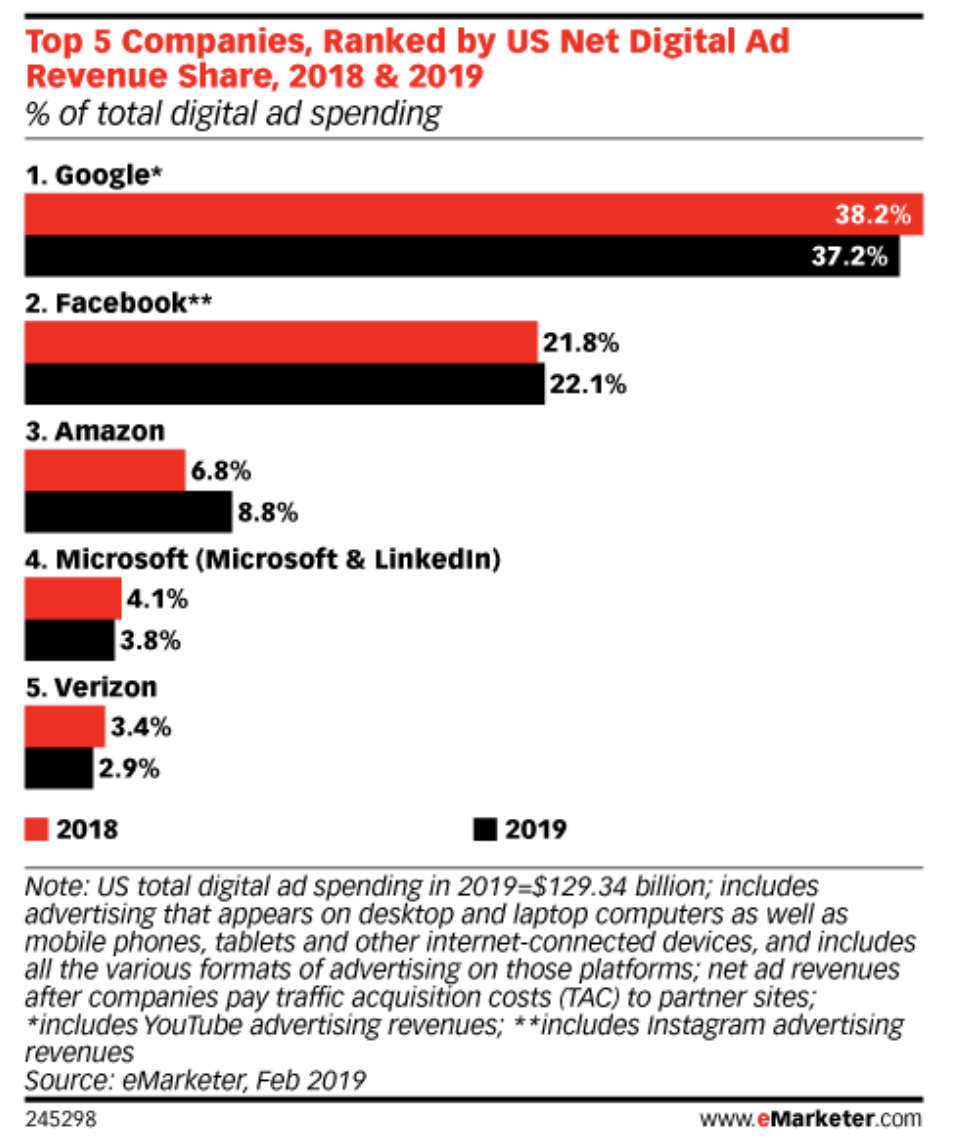 Top 5 Companies, Ranked by US Net Digital Ad
Revenue Share, 2018 & 2019
% of total digital ad spending
1. Google*
38.2%
37.2%
2. Facebook**
21.8%
22.1%
3. Amazon
6.8%
8.8%
4. Microsoft (Microsoft & LinkedIn)
4.1%
3.8%
5. Verizon
3.4%
2.9%
2018 2019
Note: US total digital ad spending in 2019=$129.34 billion; includes
advertising that appears on desktop and laptop computers as well as
mobile phones, tablets and other internet-connected devices, and includes
all the various formats of advertising on those platforms; net ad revenues
after companies pay traffic acquisition costs (TAC) to partner sites;
*includes YouTube advertising revenues; **includes Instagram advertising
revenues
Source: eMarketer, Feb 2019
245298 www.eMarketer.com